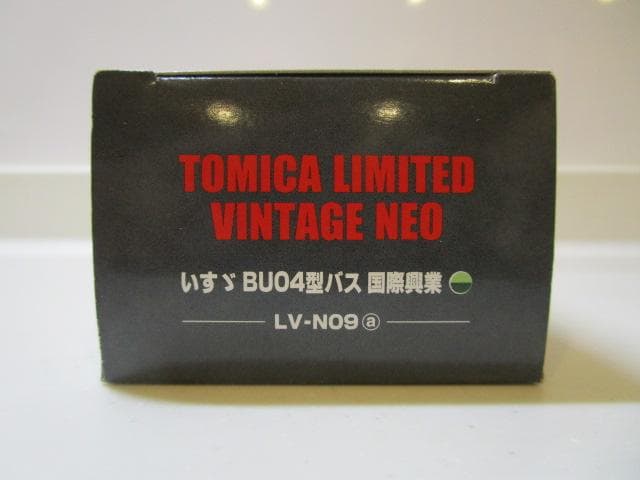 TOMICA LIMITED
VINTAGE NEO
いすゞ BU04型バス 国際興業
LV-N09 ⓐ